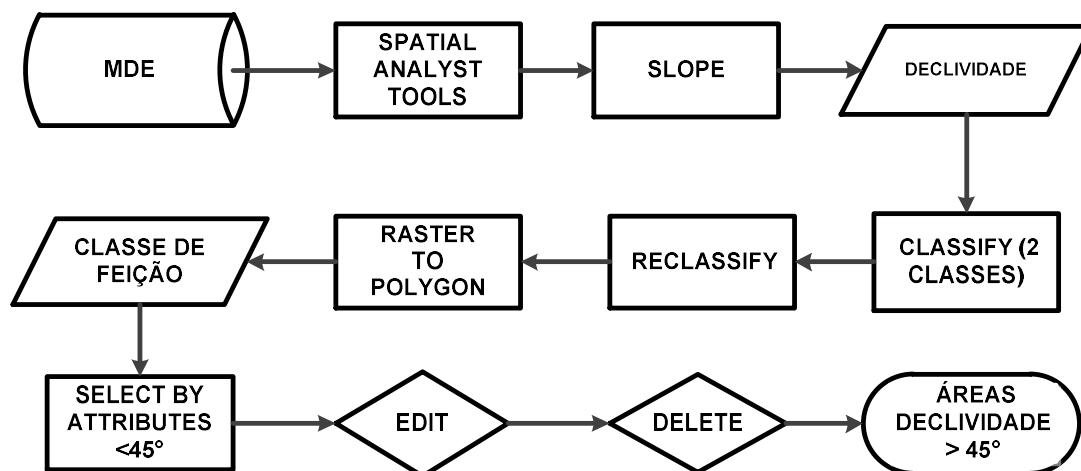 MDE
SPATIAL
ANALYST
TOOLS
SLOPE
DECLIVIDADE
CLASSE DE
FEIÇÃO
RASTER
TO
POLYGON
RECLASSIFY
CLASSIFY (2
CLASSES)
SELECT BY
ATTRIBUTES
<45°
EDIT
DELETE
ÁREAS
DECLIVIDADE
> 45°